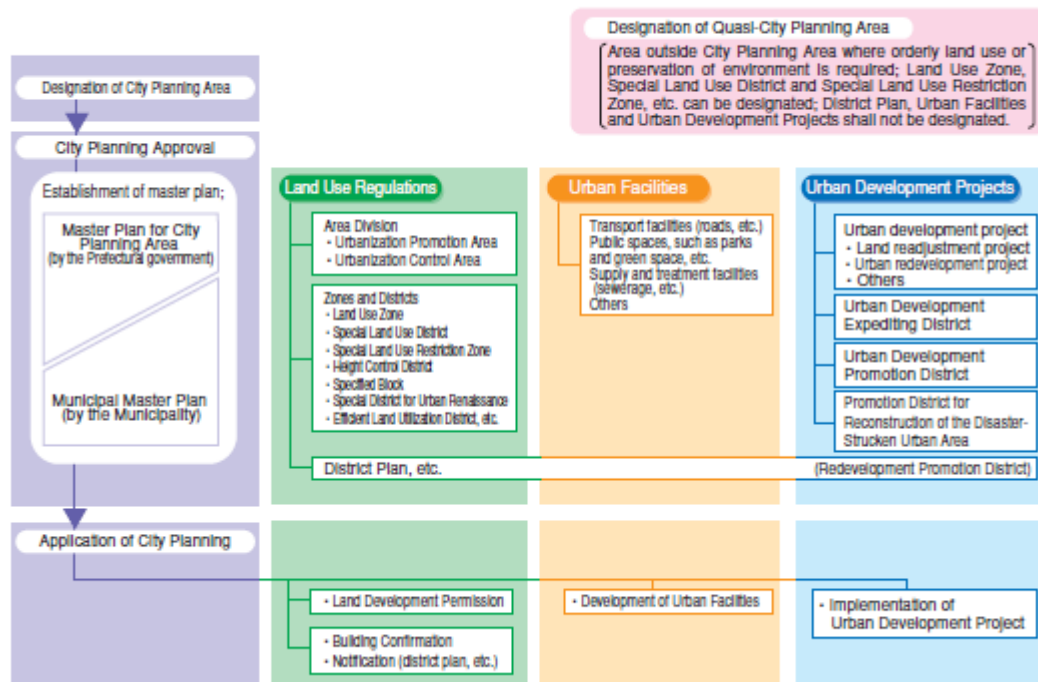 Designation of Quasi-City Planning Area
Area outside City Planning Area where orderly land use or
preservation of environment is required; Land Use Zone,
Special Land Use District and Special Land Use Restriction
Zone, etc. can be designated; District Plan, Urban Facilities
and Urban Development Projects shall not be designated.
Designation of City Planning Area
City Planning Approval
Establishment of master plan;
Master Plan for City
Planning Area
(by the Prefectural government)
Municipal Master Plan
(by the Municipality)
Land Use Regulations
Area Division
・Urbanization Promotion Area
・Urbanization Control Area
Zones and Districts
・Land Use Zone
・Special Land Use District
・Special Land Use Restriction Zone
・Height Control District
・Specified Block
・Special District for Urban Renaissance
・Efficient Land Utilization District, etc.
District Plan, etc.
Urban Facilities
Transport facilities (roads, etc.)
Public spaces, such as parks
and green space, etc.
Supply and treatment facilities
(sewerage, etc.)
Others
Urban Development Projects
Urban development project
・Land readjustment project
・Urban redevelopment project
・Others
Urban Development
Expediting District
Urban Development
Promotion District
Promotion District for
Reconstruction of the Disaster-
Strucken Urban Area
(Redevelopment Promotion District)
Application of City Planning
・Land Development Permission
・Building Confirmation
・Notification (district plan, etc.)
・Development of Urban Facilities
・Implementation of
Urban Development Project